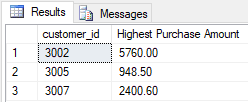 Results Messages
customer_id Highest Purchase Amount
1 3002 5760.00
2 3005 948.50
3 3007 2400.60